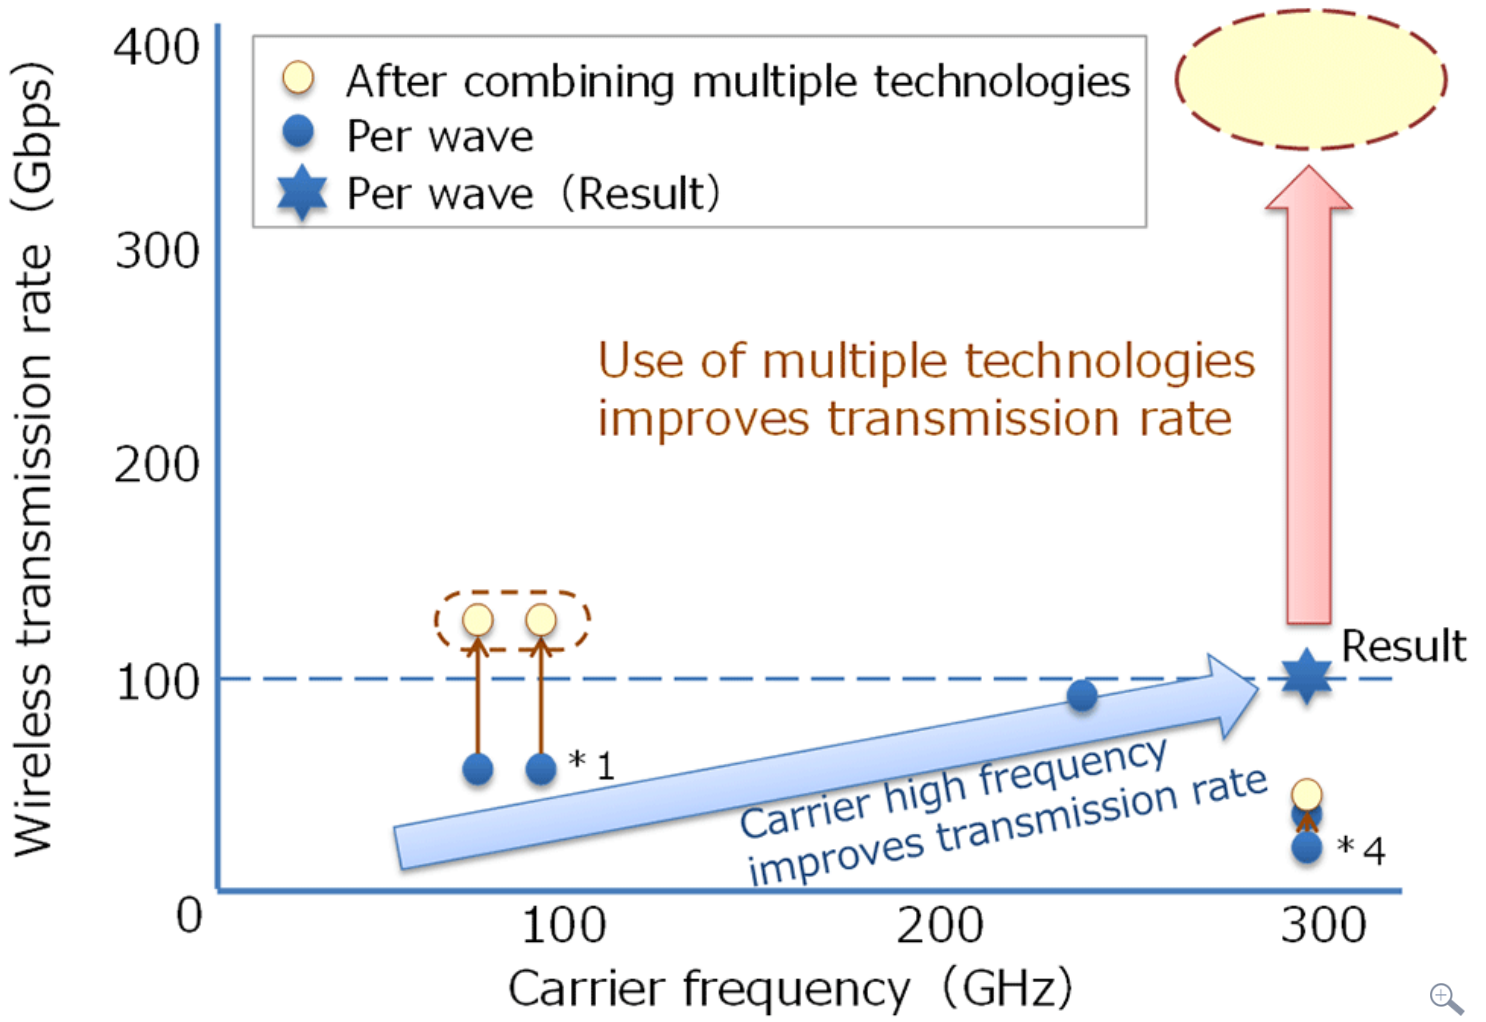 Wireless transmission rate（Gbps）
400
300
200
100
0
After combining multiple technologies
Per wave
Per wave（Result）
Use of multiple technologies
improves transmission rate
Result
*1
Carrier high frequency
improves transmission rate
*4
100
200
300
Carrier frequency（GHz）